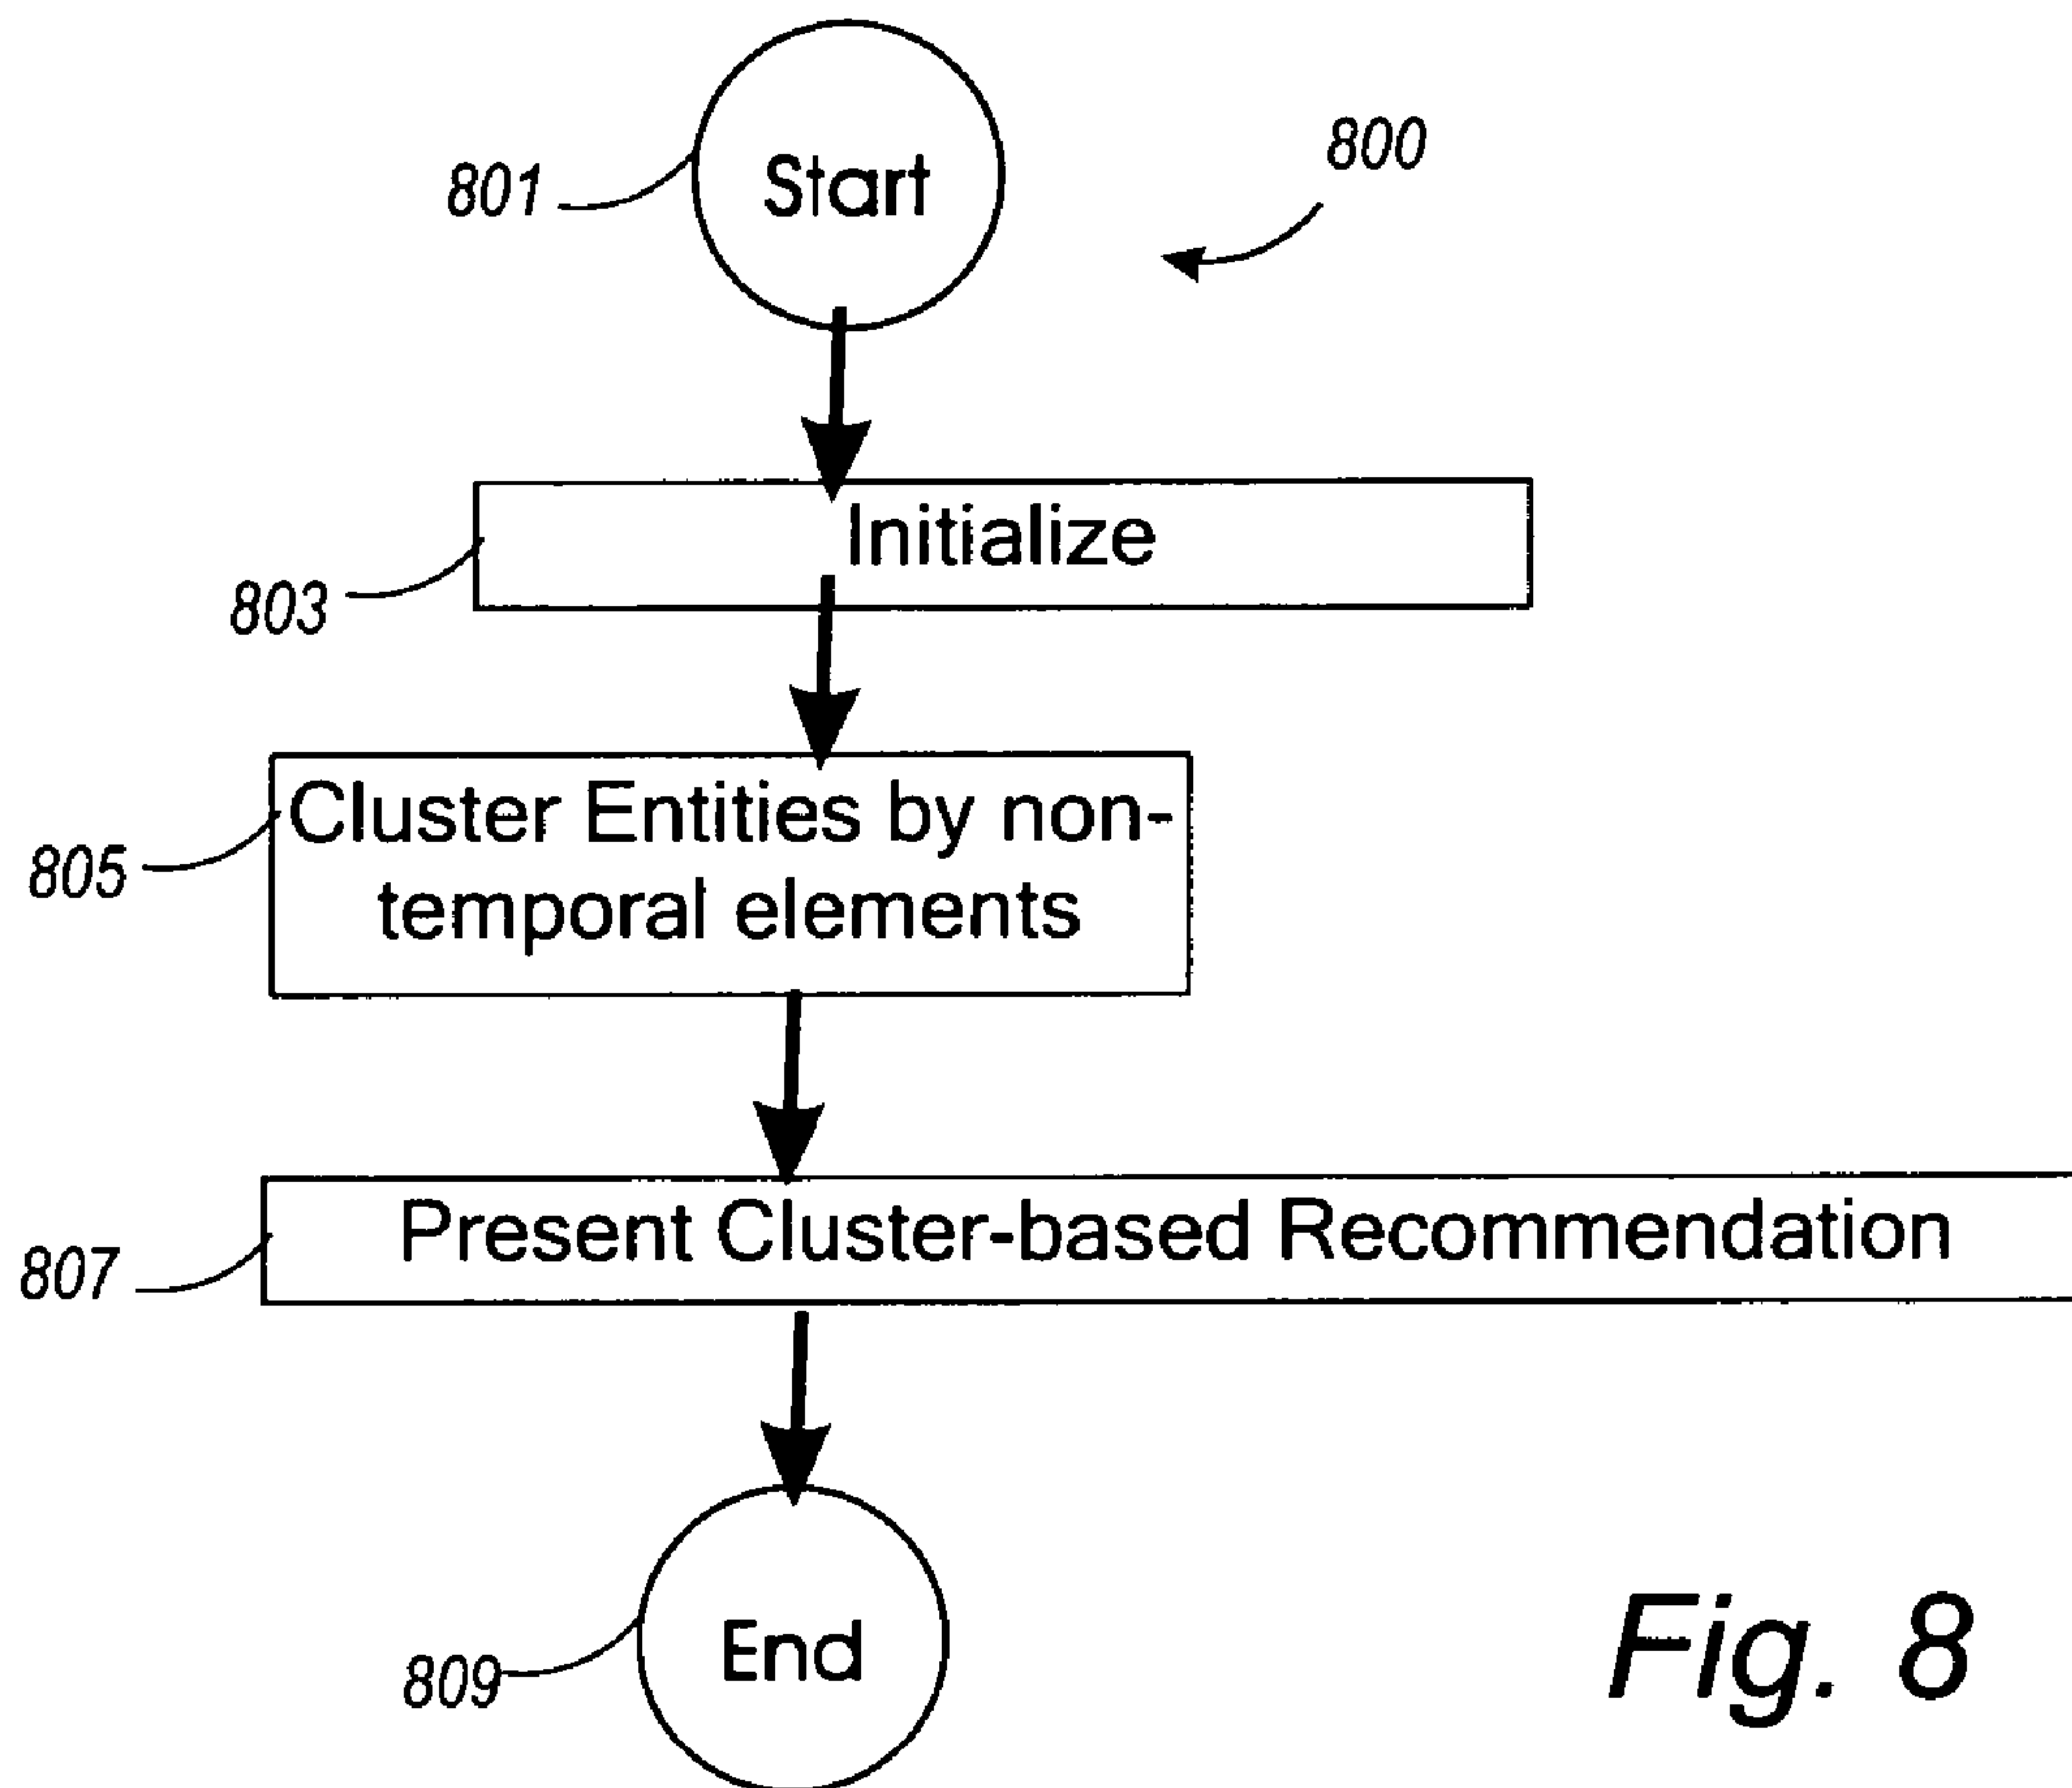 800
801
Start
Initialize
803
Cluster Entities by non-
temporal elements
805
Present Cluster-based Recommendation
807
End
809
Fig. 8